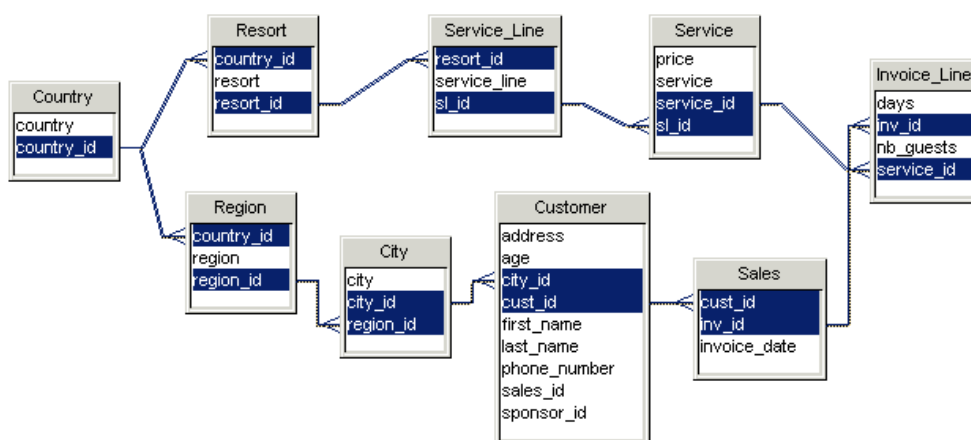 Resort
country_id
resort
resort_id
Service_Line
resort_id
service_line
sl_id
Service
price
service
service_id
sl_id
Invoice_Line
days
inv_id
nb_guests
service_id
Country
country
country_id
Region
country_id
region
region_id
City
city
city_id
region_id
Customer
address
age
city_id
cust_id
first_name
last_name
phone_number
sales_id
sponsor_id
Sales
cust_id
inv_id
invoice_date